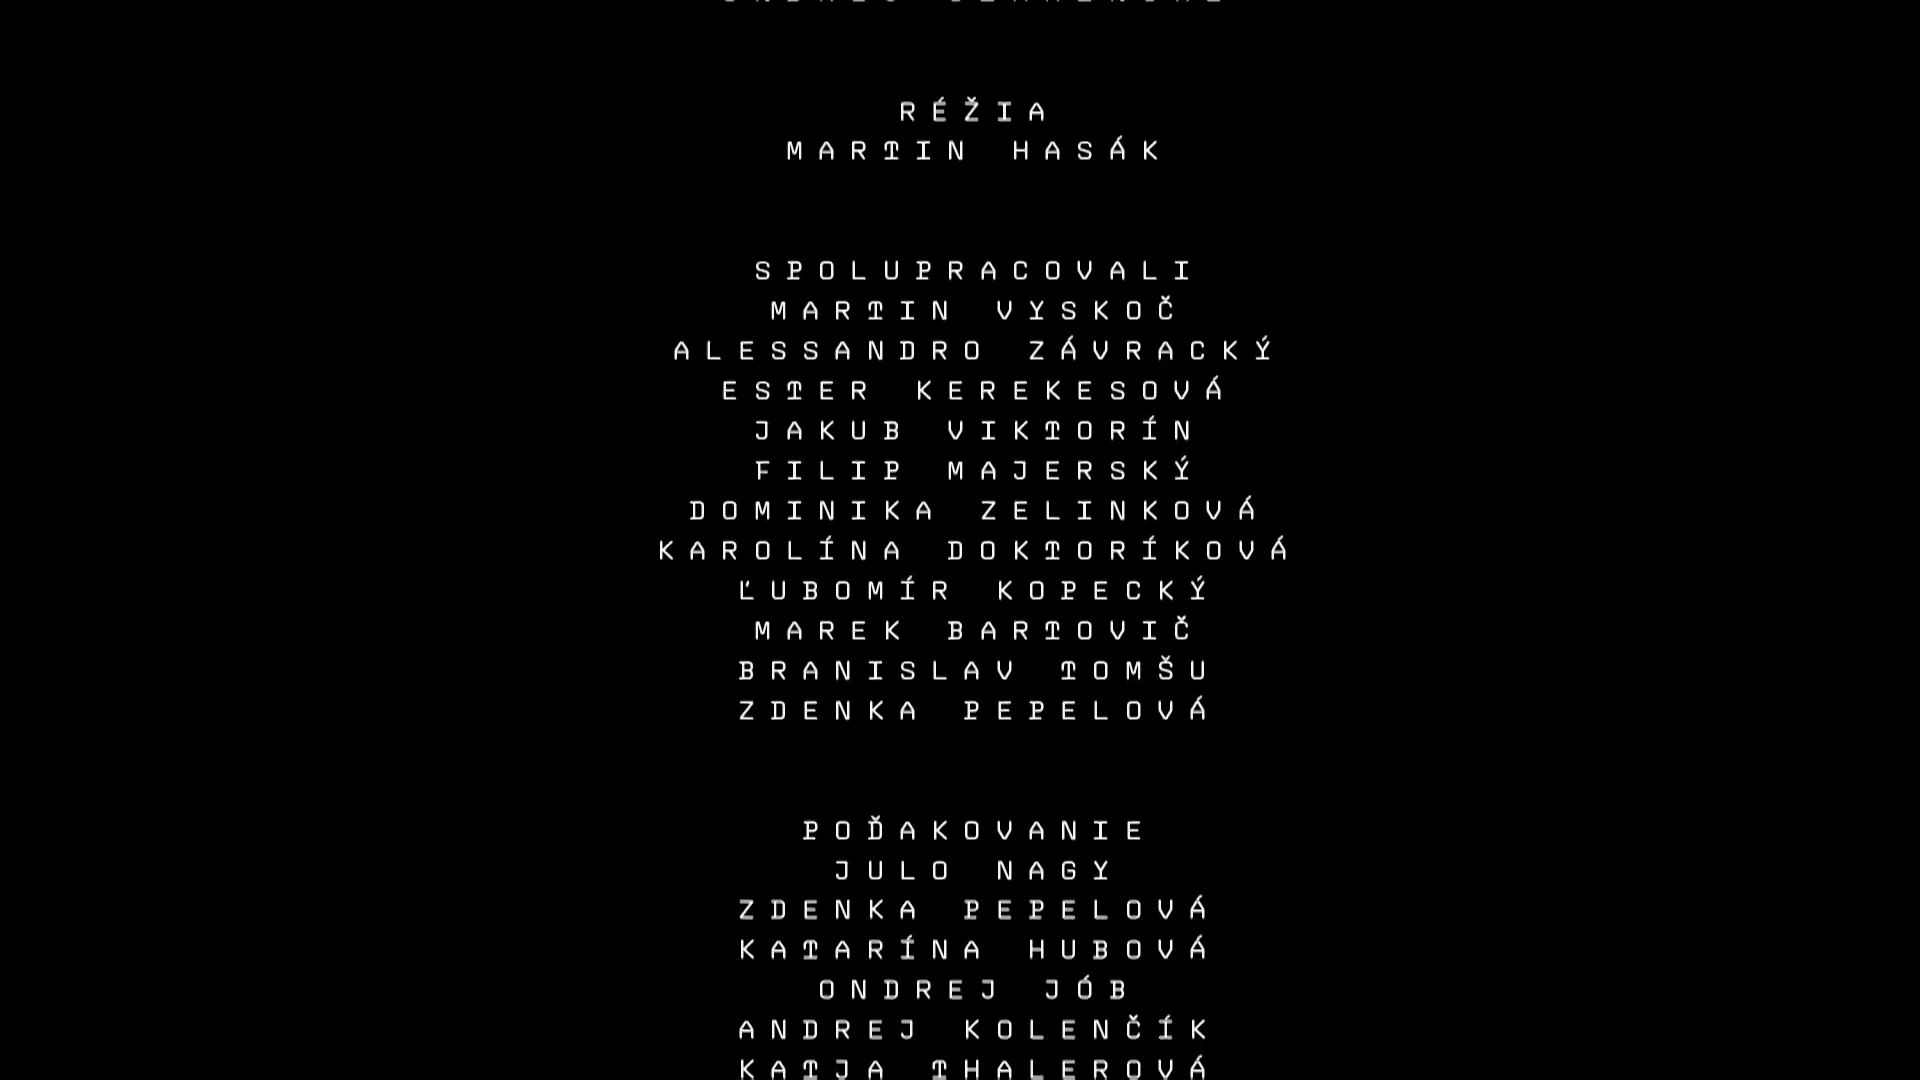 RÉŽIA
MARTIN HASÁK
SPOLUPRACOVALI
MARTIN VYSKOČ
ALESSANDRO ZÁVRACKÝ
ESTER KEREKESOVÁ
JAKUB VIKTORÍN
FILIP MAJERSKÝ
DOMINIKA ZELINKOVÁ
KAROLÍNA DOKTORÍKOVÁ
ĽUBOMÍR KOPECKÝ
MAREK BARTOVIČ
BRANISLAV TOMŠU
ZDENKA PEPELOVÁ
POĎAKOVANIE
JULO NAGY
ZDENKA PEPELOVÁ
KATARÍNA HUBOVÁ
ONDREJ JÓB
ANDREJ KOLENČÍK
KATJA THALEROVÁ